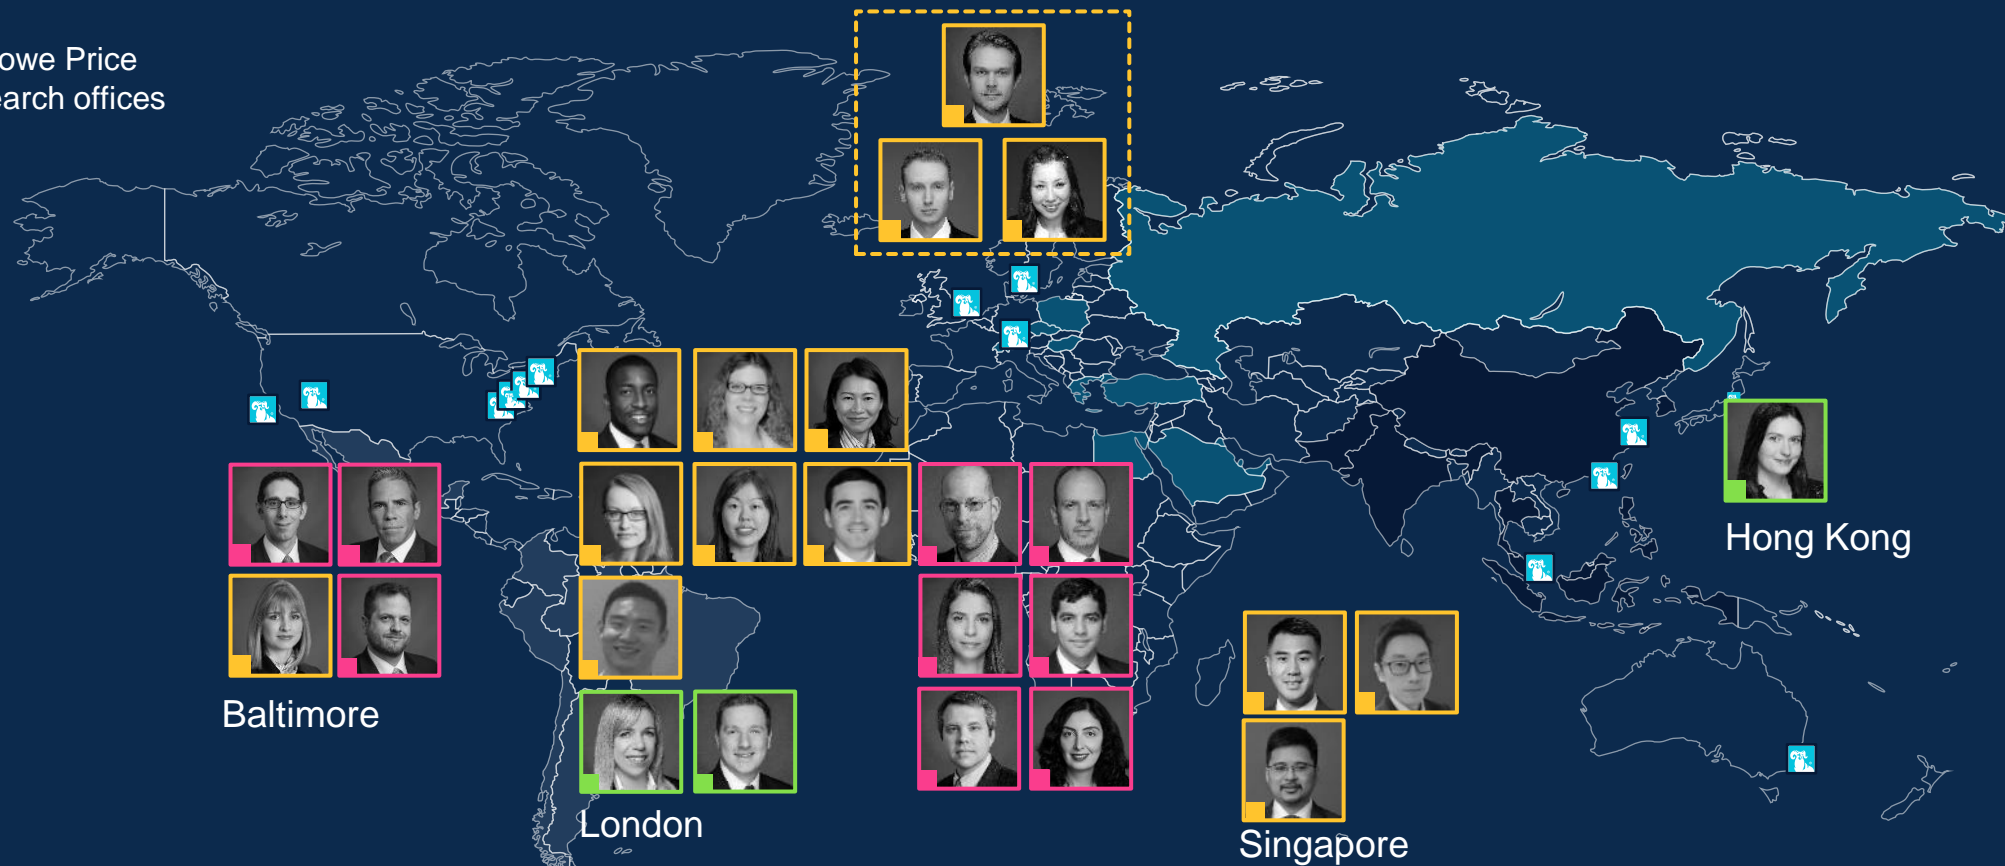 owe Price
earch offices
Hong Kong
Baltimore
London
Singapore